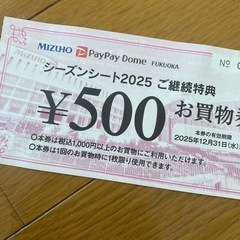 MIZUHO PayPay Dome FUKUOKA
No
シーズンシート2025 ご継続特典
¥500 お買物券
本券の有効期限
2025年12月31日(水)
○本券は税込1,000円以上のお買物にご利用いただけます。
○本券は1回のお買物時に1枚限り使用できます。